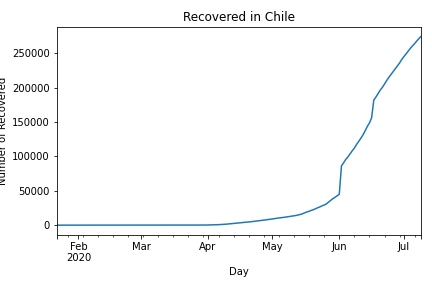 Recovered in Chile
Number of Recovered
250000
200000
150000
100000
50000
0
Feb
2020
Mar
Apr
May
Jun
Jul
Day